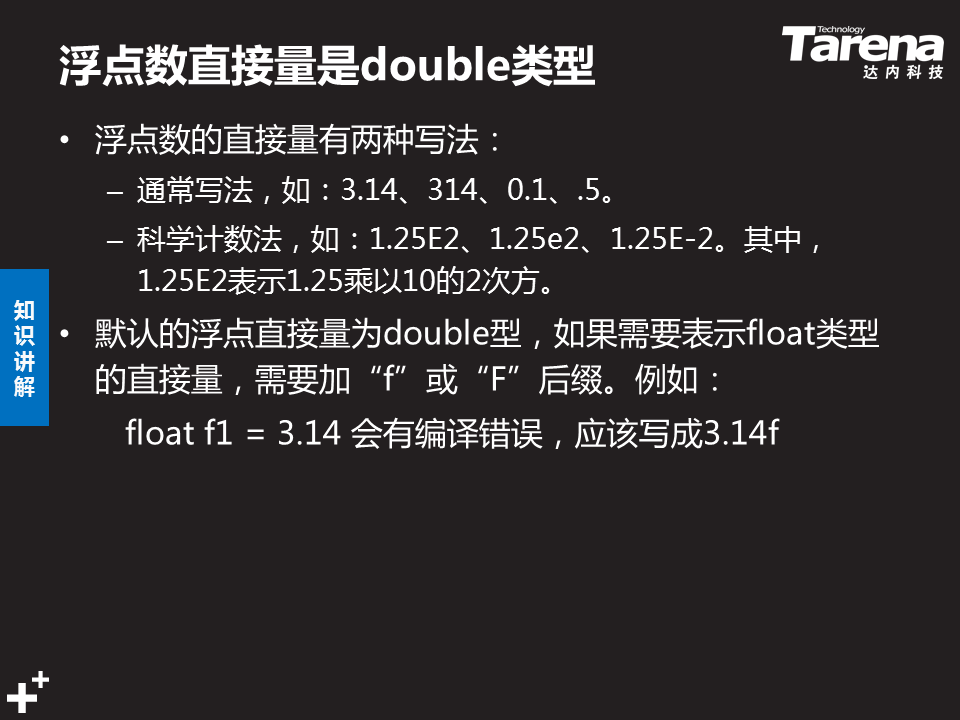 浮点数直接量是double类型
Technology
Tarena
达内科技
• 浮点数的直接量有两种写法：
– 通常写法，如：3.14、314、0.1、.5。
– 科学计数法，如：1.25E2、1.25e2、1.25E-2。其中，
1.25E2表示1.25乘以10的2次方。
知识讲解
• 默认的浮点直接量为double型，如果需要表示float类型
的直接量，需要加“f”或“F”后缀。例如：
float f1 = 3.14 会有编译错误，应该写成3.14f